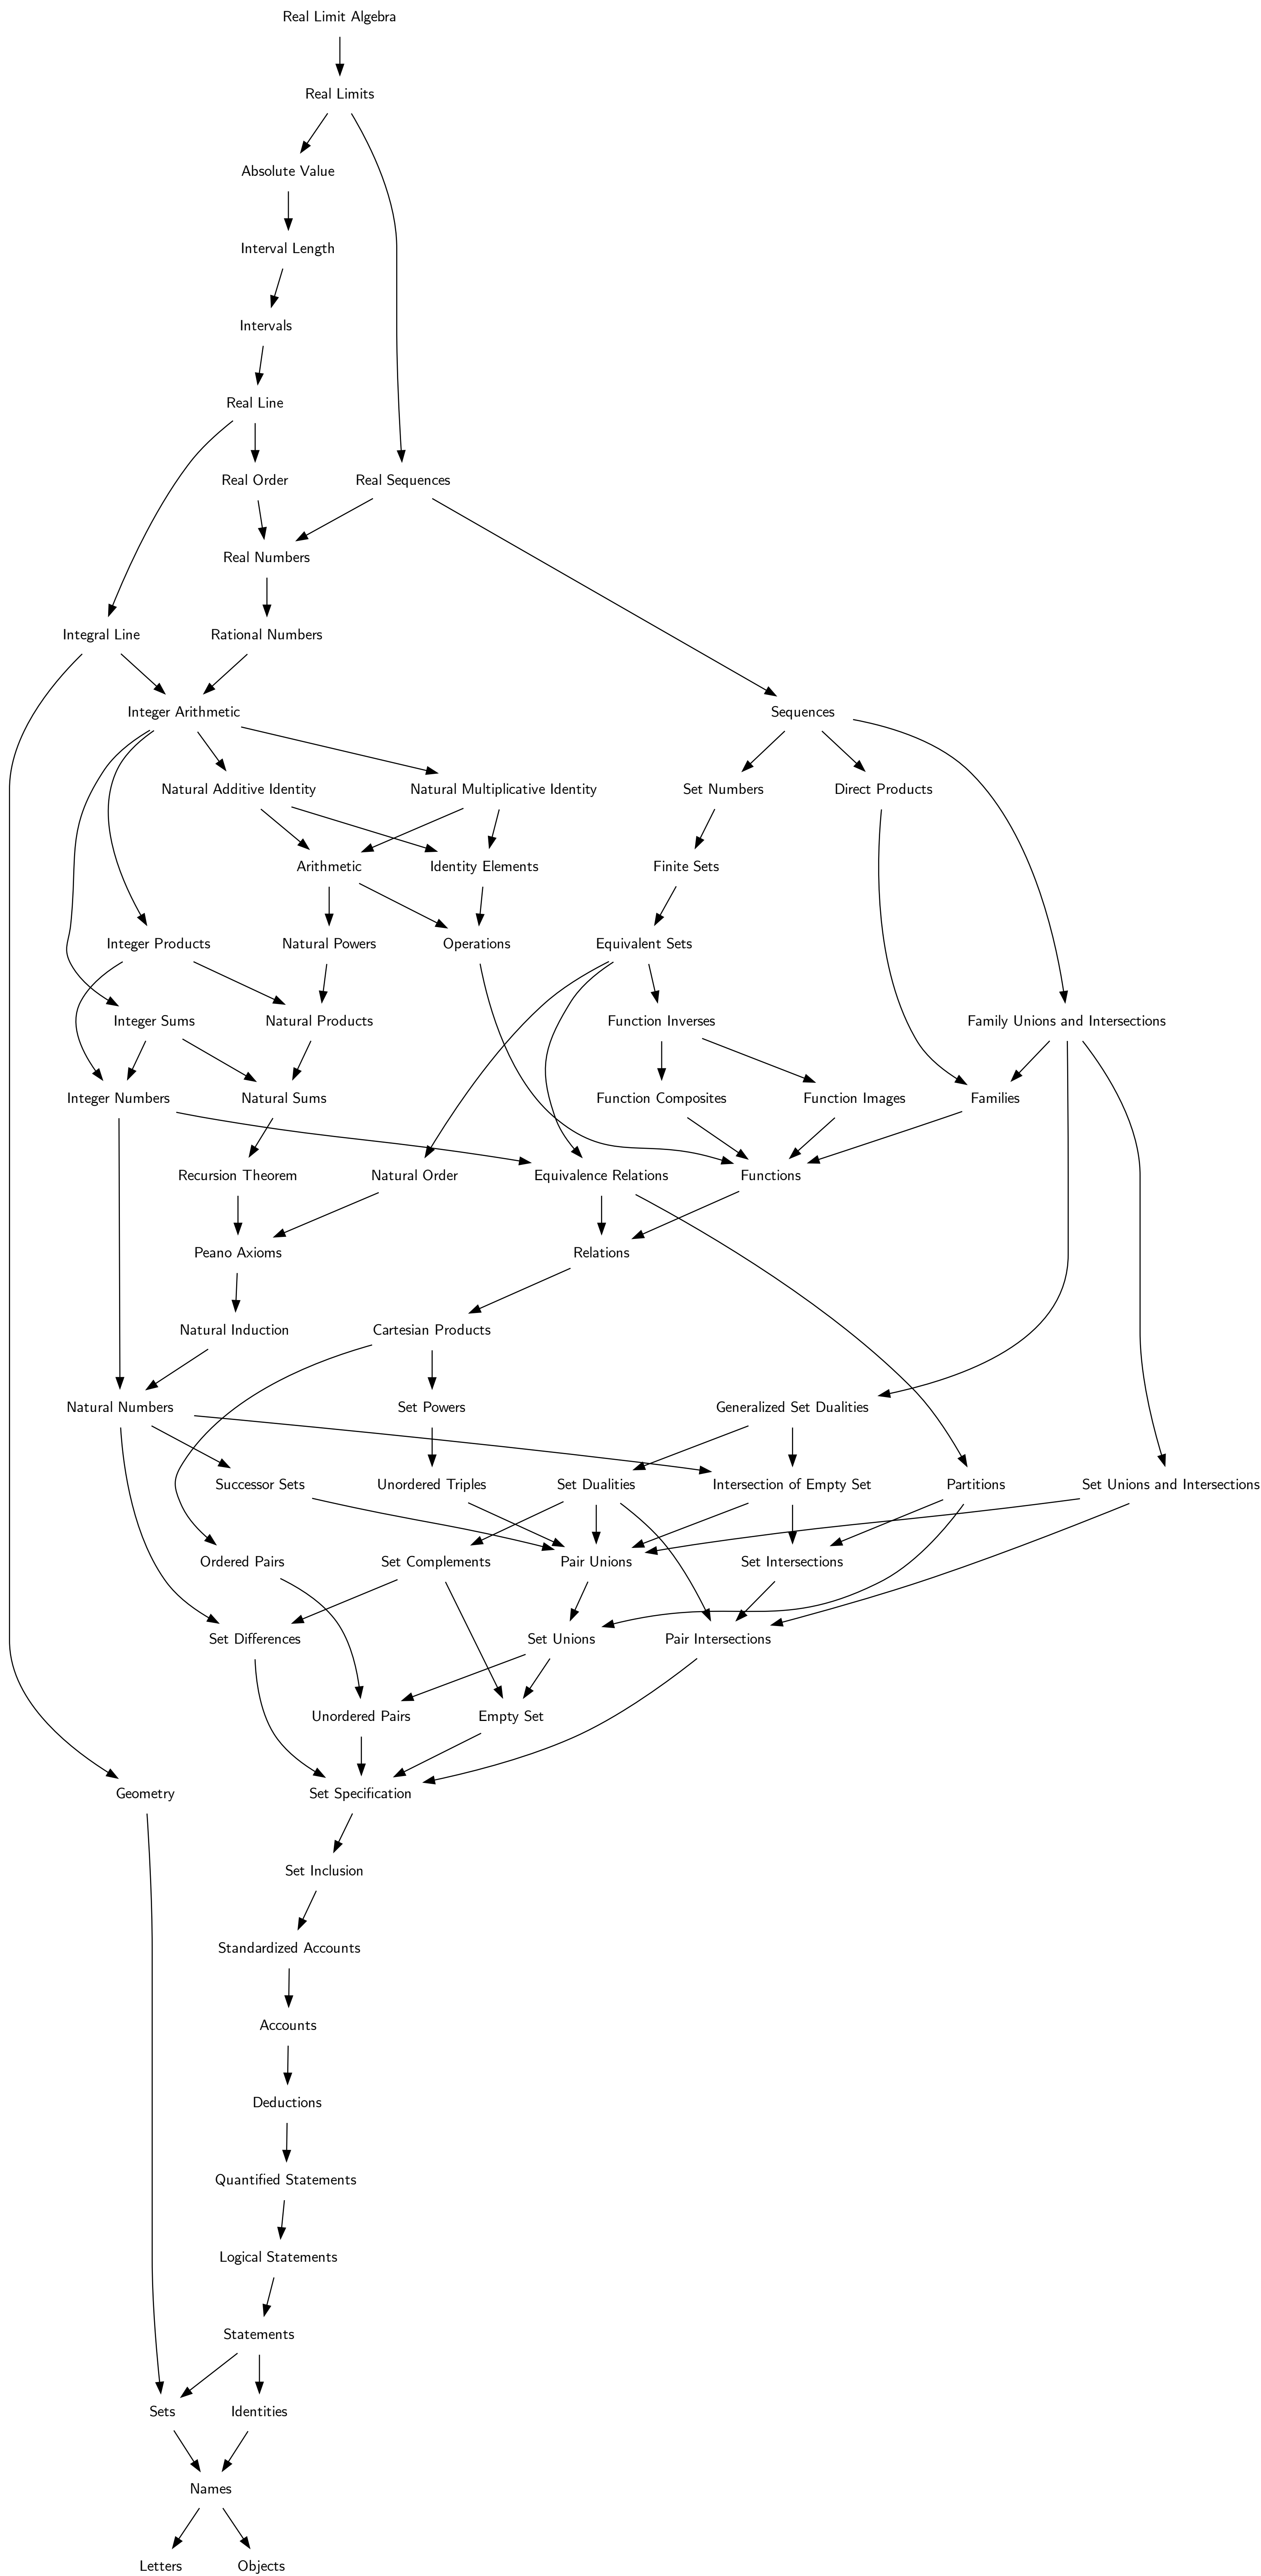 Real Limit Algebra
Real Limits
Absolute Value
Interval Length
Intervals
Real Line
Real Order
Real Sequences
Real Numbers
Integral Line
Rational Numbers
Integer Arithmetic
Sequences
Natural Additive Identity
Natural Multiplicative Identity
Set Numbers
Direct Products
Arithmetic
Identity Elements
Finite Sets
Integer Products
Natural Powers
Operations
Equivalent Sets
Integer Sums
Natural Products
Function Inverses
Family Unions and Intersections
Integer Numbers
Natural Sums
Function Composites
Function Images
Families
Recursion Theorem
Natural Order
Equivalence Relations
Functions
Peano Axioms
Relations
Natural Induction
Cartesian Products
Natural Numbers
Set Powers
Generalized Set Dualities
Successor Sets
Unordered Triples
Set Dualities
Intersection of Empty Set
Partitions
Set Unions and Intersections
Ordered Pairs
Set Complements
Pair Unions
Set Intersections
Set Differences
Set Unions
Pair Intersections
Unordered Pairs
Empty Set
Geometry
Set Specification
Set Inclusion
Standardized Accounts
Accounts
Deductions
Quantified Statements
Logical Statements
Statements
Sets
Identities
Names
Letters
Objects